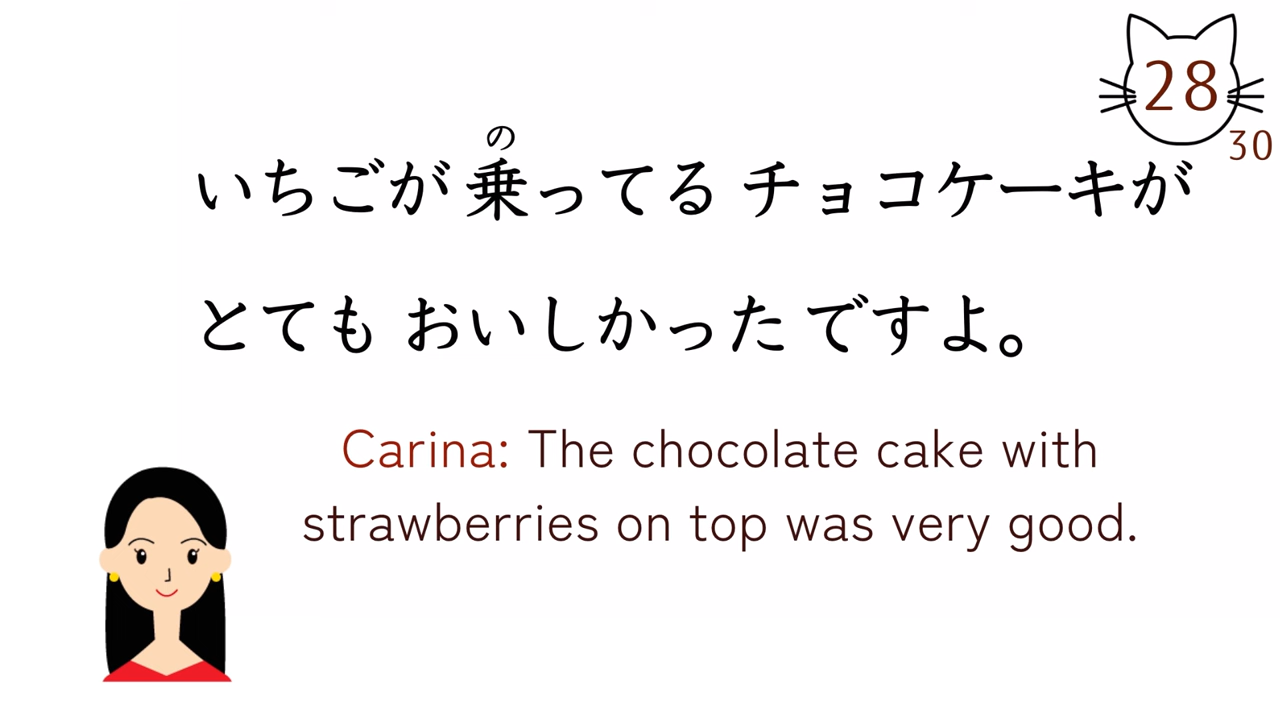 28
30
の
いちごが 乗ってる チョコケーキが
とても おいしかった ですよ。
Carina: The chocolate cake with
strawberries on top was very good.